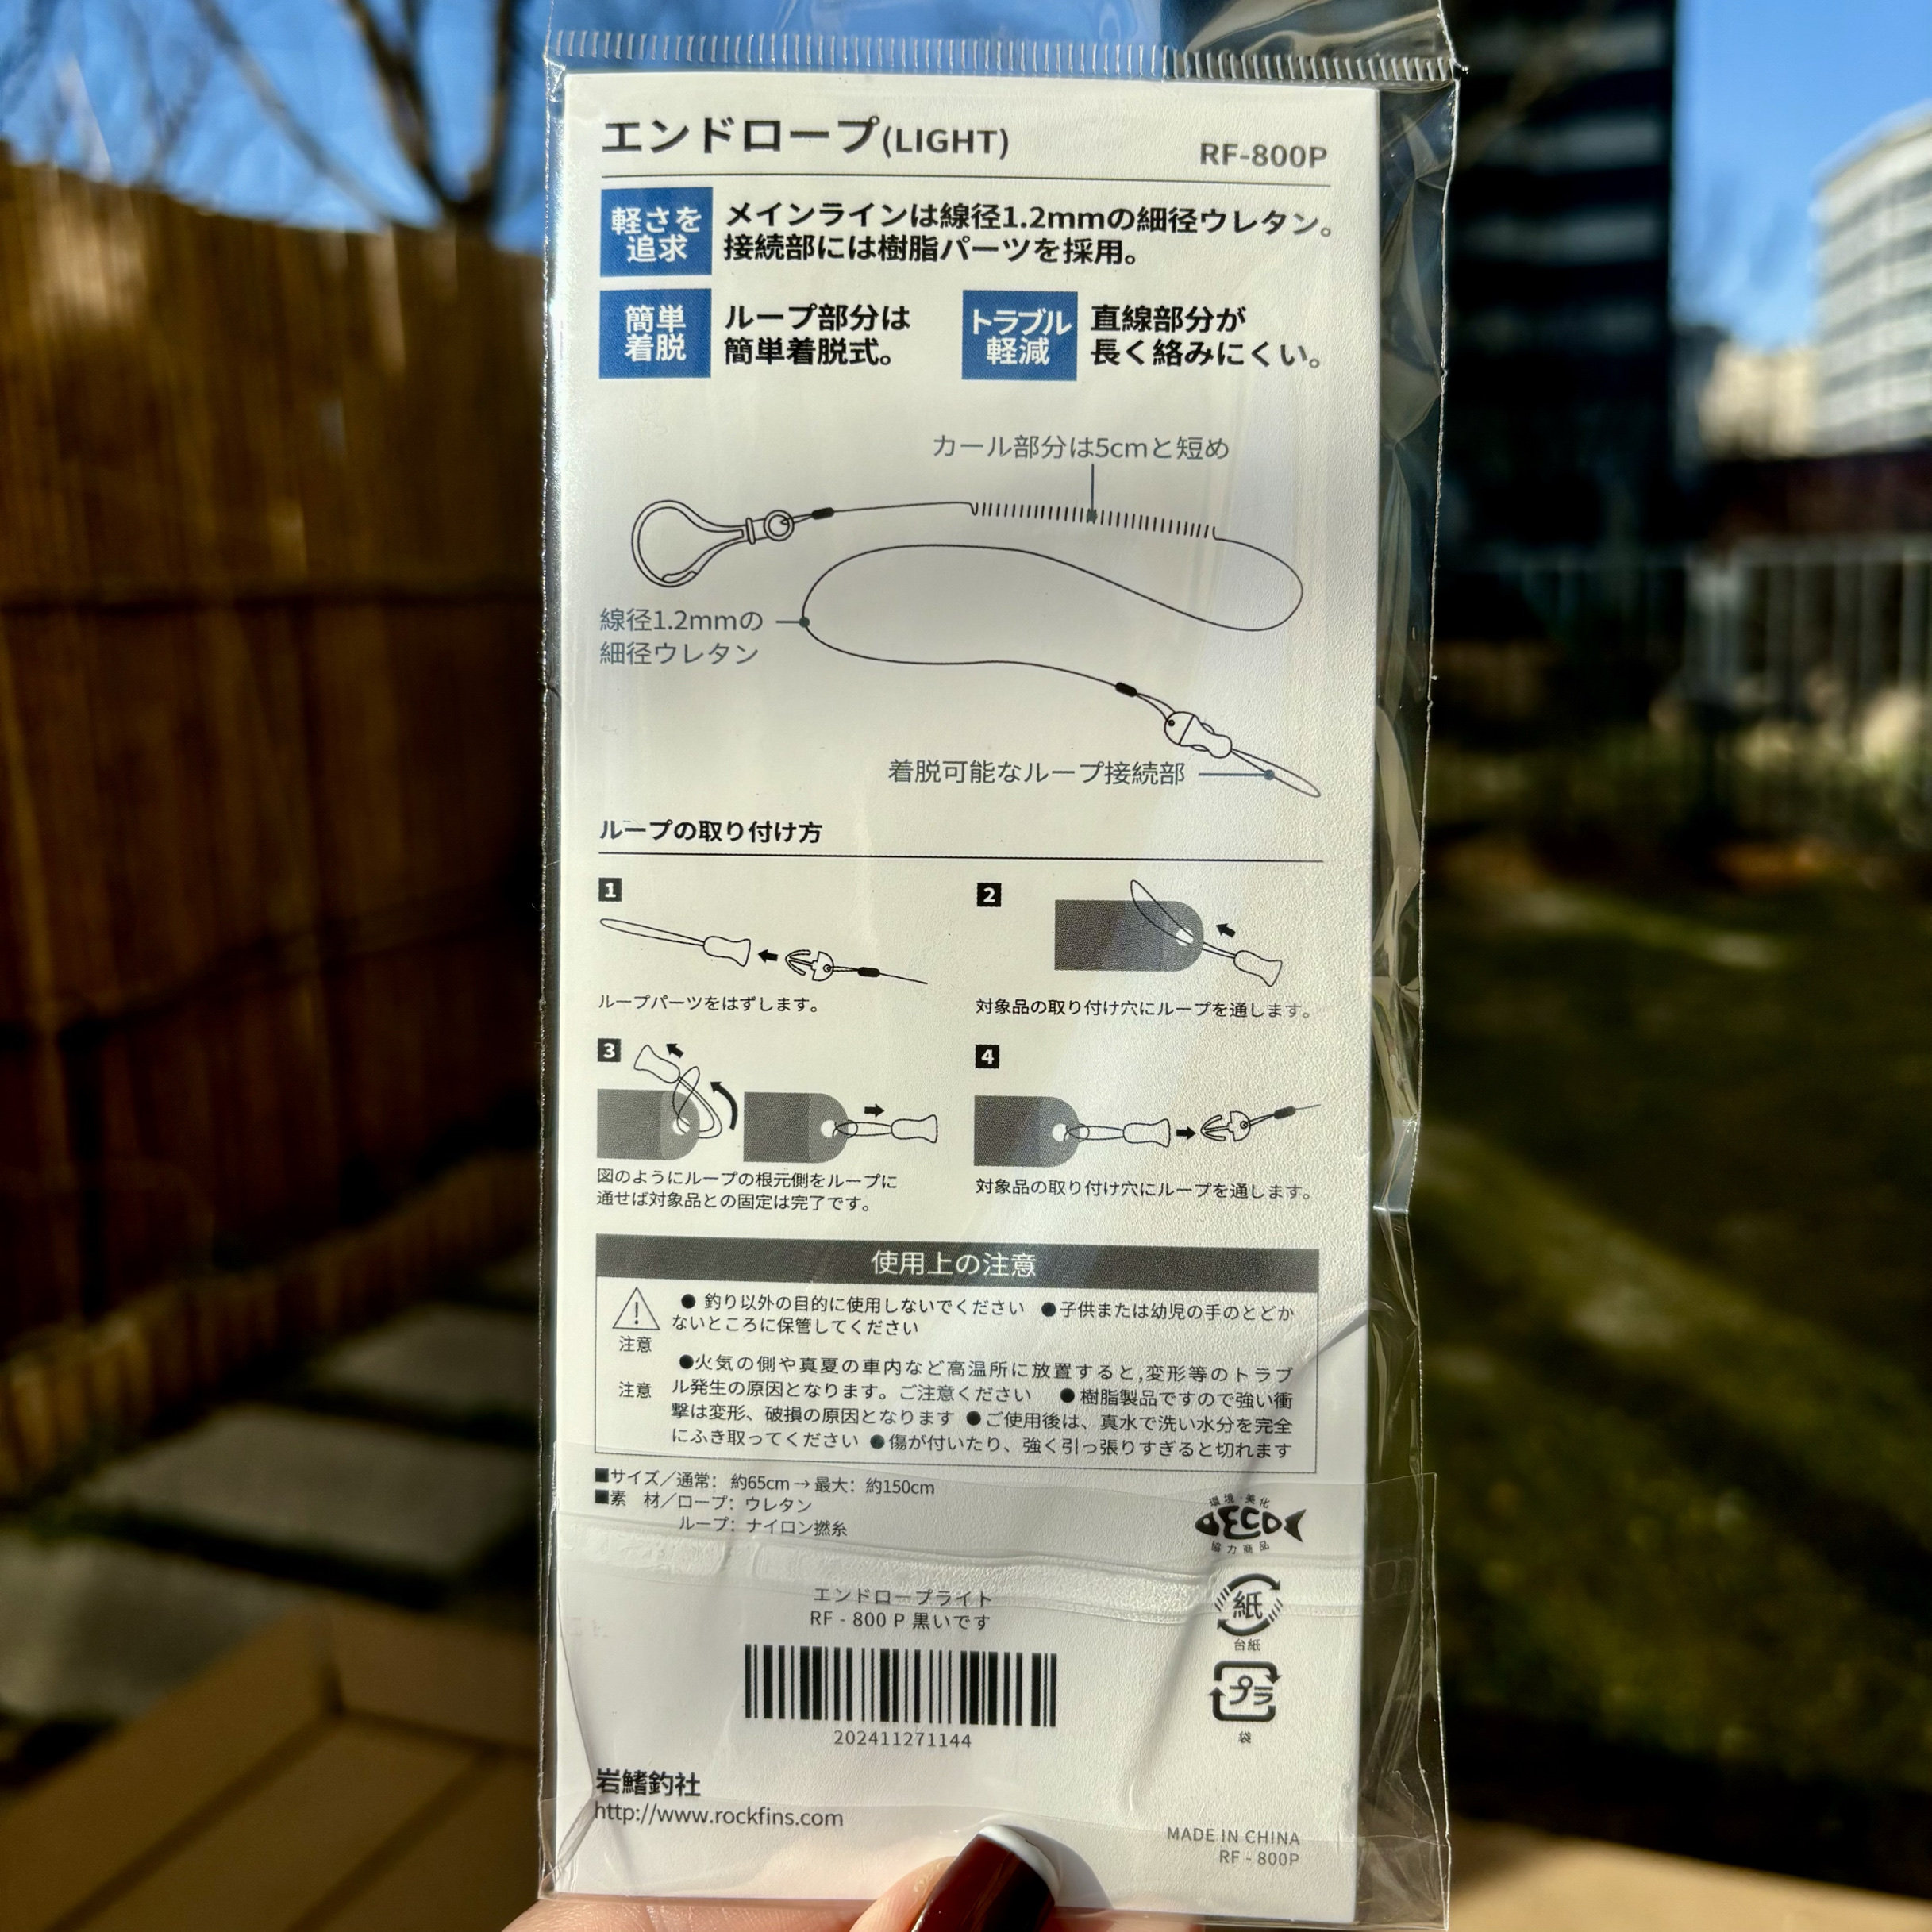 エンドロープ(LIGHT)
RF-800P
軽さを
追求
メインラインは線径1.2mmの細径ウレタン。
接続部には樹脂パーツを採用。
簡単
着脱
ループ部分は
簡単着脱式。
トラブル
軽減
直線部分が
長く絡みにくい。
カール部分は5cmと短め
線径1.2mmの
細径ウレタン
着脱可能なループ接続部
ループの取り付け方
1
ループパーツをはずします。
2
対象品の取り付け穴にループを通します。
3
図のようにループの根元側をループに
通せば対象品との固定は完了です。
4
対象品の取り付け穴にループを通します。
使用上の注意
注意
● 釣り以外の目的に使用しないでください ●子供または幼児の手のとどか
ないところに保管してください
注意
●火気の側や真夏の車内など高温所に放置すると,変形等のトラブ
ル発生の原因となります。ご注意ください ● 樹脂製品ですので強い衝
撃は変形、破損の原因となります ●ご使用後は、真水で洗い水分を完全
にふき取ってください ●傷が付いたり、強く引っ張りすぎると切れます
■サイズ／通常: 約65cm→最大: 約150cm
■素 材／ロープ: ウレタン
ループ: ナイロン撚糸
環境・美化
ECO
協力商品
紙
台紙
プラ
袋
エンドロープライト
RF - 800 P 黒いです
202411271144
岩鰭釣社
http://www.rockfins.com
MADE IN CHINA
RF - 800P